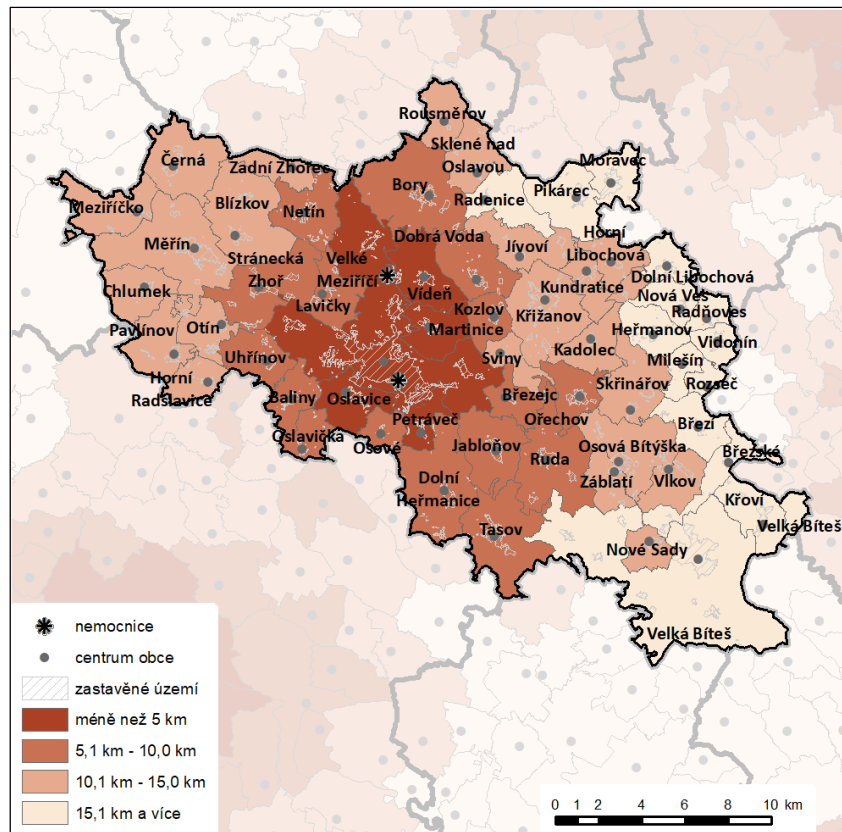 Rousměrov
Sklené nad
Oslavou
Moravec
Černá
Zadní Zhořec
Bory
Radenice
Pikárec
Meziříčko
Blízkov
Netín
Horní
Měřín
Dobrá Voda
Jívoví
Libochová
Stránecká
Zhoř
Velké
Meziříčí
Dolní Libochová
Chlumek
Lavičky
Vídeň
Kundratice
Nová Ves
Kozlov
Křižanov
Radňoves
Pavlínov
Otín
Martinice
Heřmanov
Vidonín
Uhřínov
Sviny
Kadolec
Milešín
Horní
Radslavice
Baliny
Oslavice
Březejc
Skřinářov
Rozseč
Petráveč
Ořechov
Březí
Oslavička
Osové
Jabloňov
Ruda
Osová Bítýška
Březské
Dolní
Heřmanice
Záblatí
Vlkov
Křoví
Tasov
Velká Bíteš
Nové Sady
Velká Bíteš
nemocnice
centrum obce
zastavěné území
méně než 5 km
5,1 km - 10,0 km
10,1 km - 15,0 km
15,1 km a více
0 1 2 4 6 8 10 km